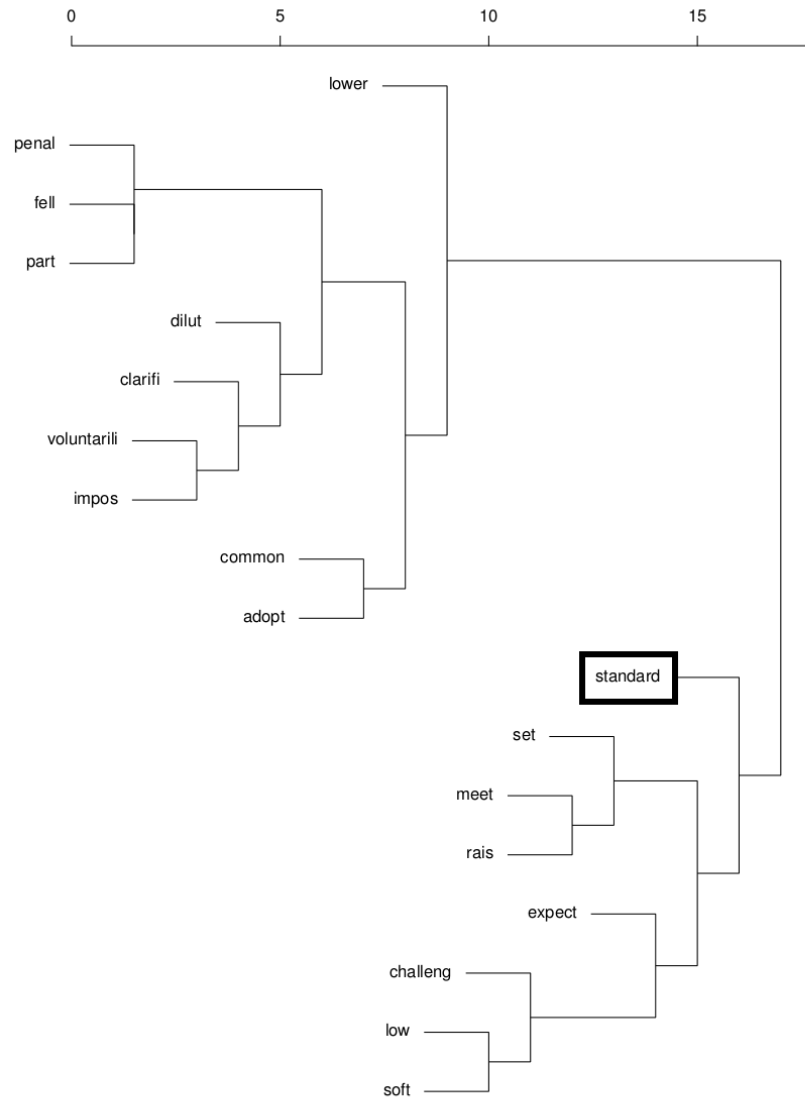 0 5 10 15
lower
penal
fell
part
dilut
clarifi
voluntarili
impos
common
adopt
standard
set
meet
rais
expect
challeng
low
soft